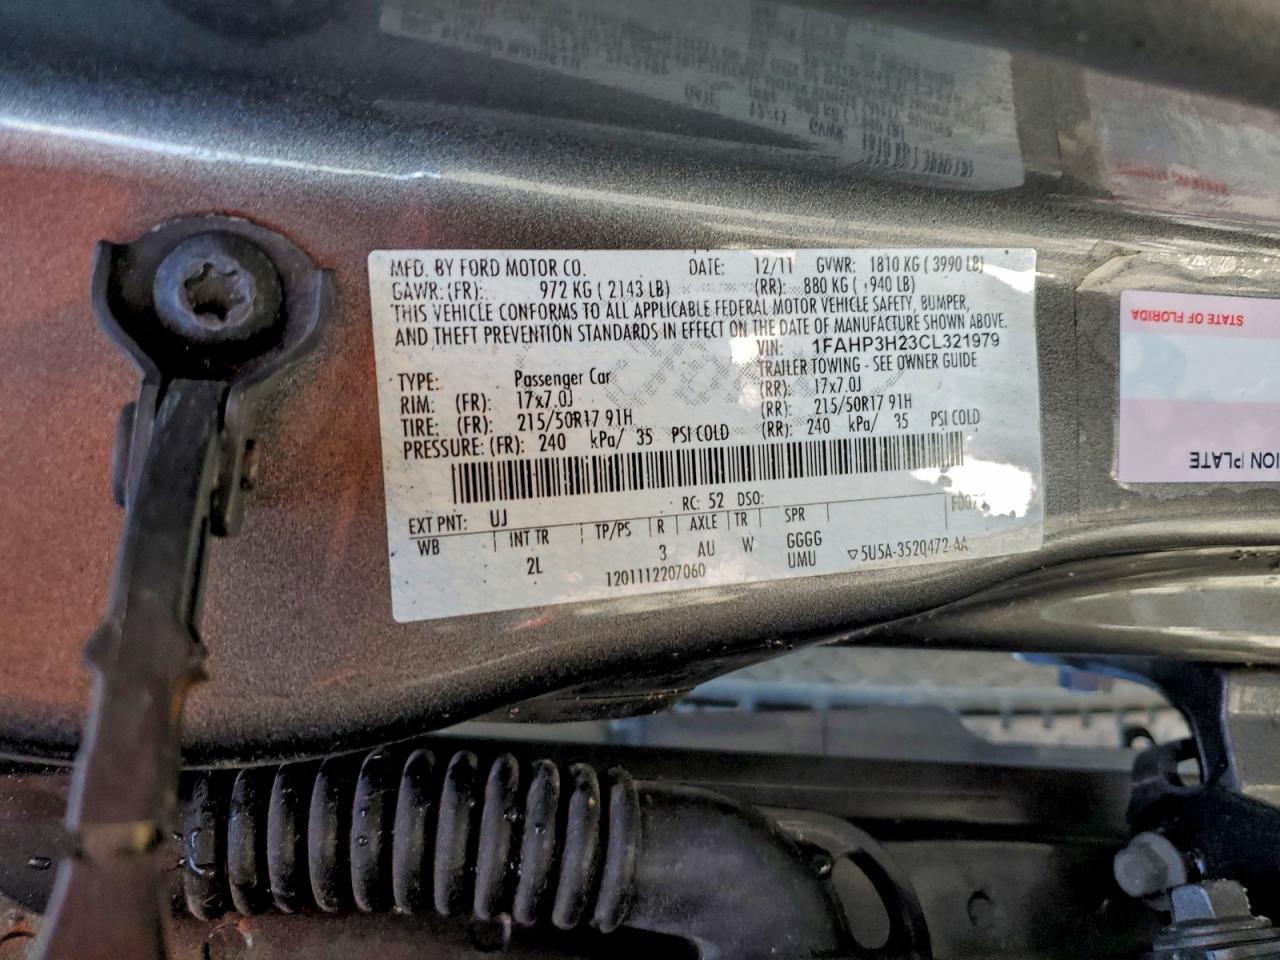 MFD. BY FORD MOTOR CO. DATE: 12/11 GVWR: 1810 KG ( 3990 LB)
GAWR:(FR): 972 KG ( 2143 LB) (RR): 880 KG ( 940 LB)
THIS VEHICLE CONFORMS TO ALL APPLICABLE FEDERAL MOTOR VEHICLE SAFETY, BUMPER,
AND THEFT PREVENTION STANDARDS IN EFFECT ON THE DATE OF MANUFACTURE SHOWN ABOVE.
VIN: 1FAHP3H23CL321979
TYPE: Passenger Car TRAILER TOWING - SEE OWNER GUIDE
RIM: (FR): 17x7.0J (RR): 17x7.0J
TIRE: (FR): 215/50R17 91H (RR): 215/50R17 91H
PRESSURE: (FR): 240 kPa/ 35 PSI COLD (RR): 240 kPa/ 35 PSI COLD
RC: 52 DSO:
EXT PNT: UJ
WB INT TR TP/PS R AXLE TR SPR
2L 3 AU W GGGG
UMU
1201112207060
▽5U5A-3520472-AA
STATE OF FLORIDA
ION PLATE